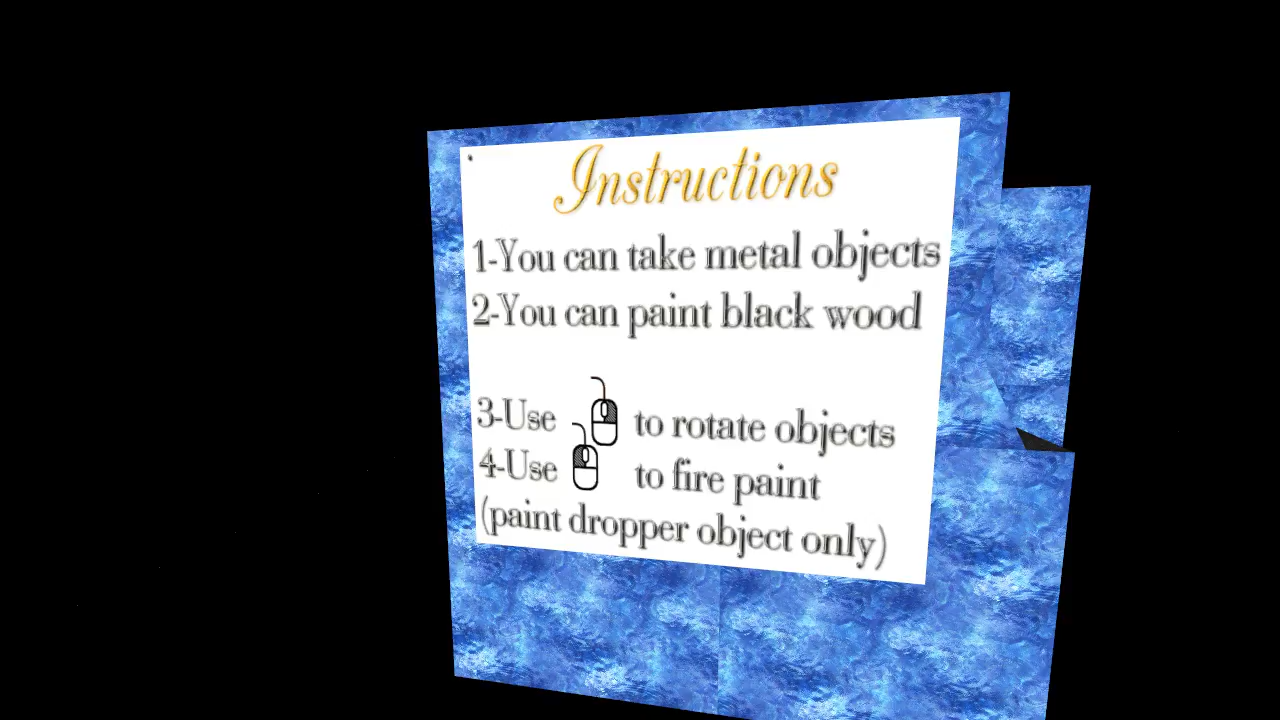 Instructions
1-You can take metal objects
2-You can paint black wood
3-Use to rotate objects
4-Use to fire paint
(paint dropper object only)